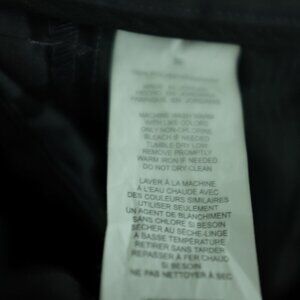 FABRIQUÉ EN JORDANIE
MACHINE WASH WARM
WITH LIKE COLORS
ONLY NON-CHLORINE
BLEACH IF NEEDED
TUMBLE DRY LOW
REMOVE PROMPTLY
WARM IRON IF NEEDED
DO NOT DRY CLEAN
LAVER À LA MACHINE
À L'EAU CHAUDE AVEC
DES COULEURS SIMILAIRES
UTILISER SEULEMENT
UN AGENT DE BLANCHIMENT
SANS CHLORE SI BESOIN
SÉCHER AU SÈCHE-LINGE
À BASSE TEMPÉRATURE
RETIRER SANS TARDER
REPASSER À FER CHAUD
SI BESOIN
NE PAS NETTOYER À SEC